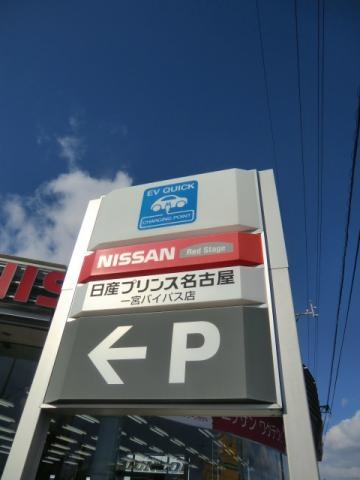 EV QUICK
CHARGING POINT
NISSAN Red Stage
日産プリンス名古屋
一宮バイパス店
← P